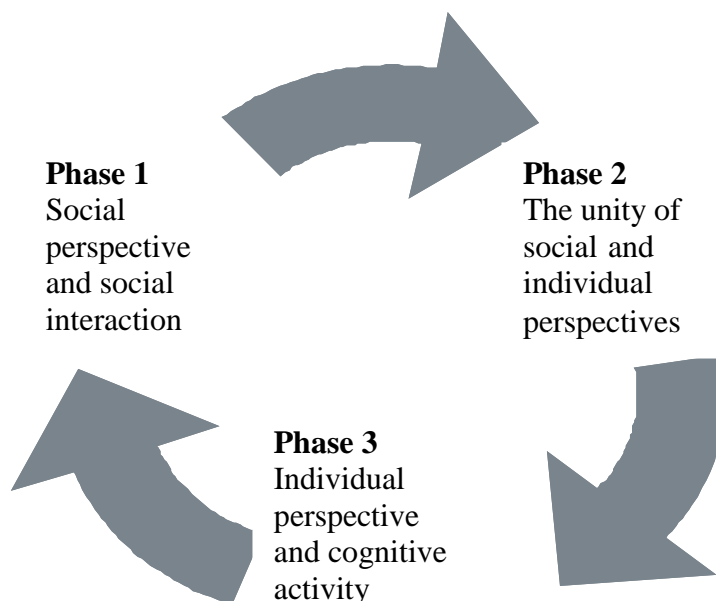 Phase 1
Social
perspective
and social
interaction
Phase 2
The unity of
social and
individual
perspectives
Phase 3
Individual
perspective
and cognitive
activity